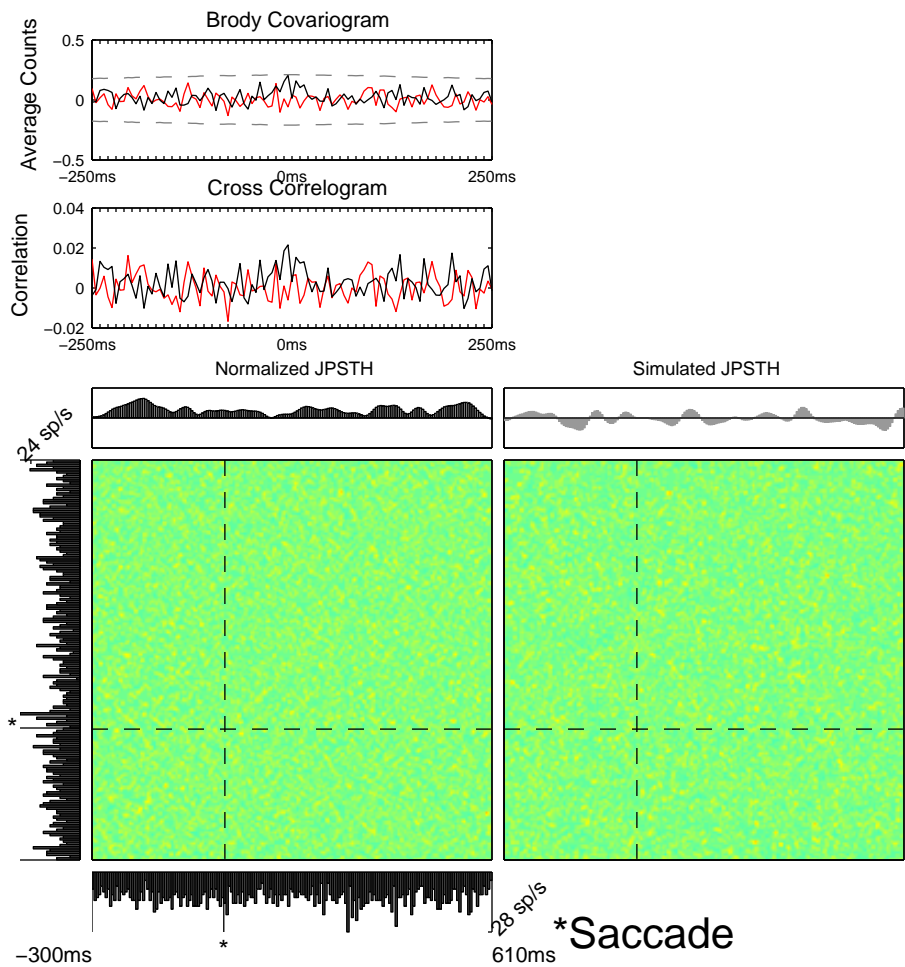 Brody Covariogram
Average Counts
0.5
0
−0.5
−250ms
0ms
250ms
Cross Correlogram
Correlation
0.04
0.02
0
−0.02
−250ms
0ms
250ms
Normalized JPSTH
Simulated JPSTH
24 sp/s
*
28 sp/s
*
*Saccade
−300ms
610ms